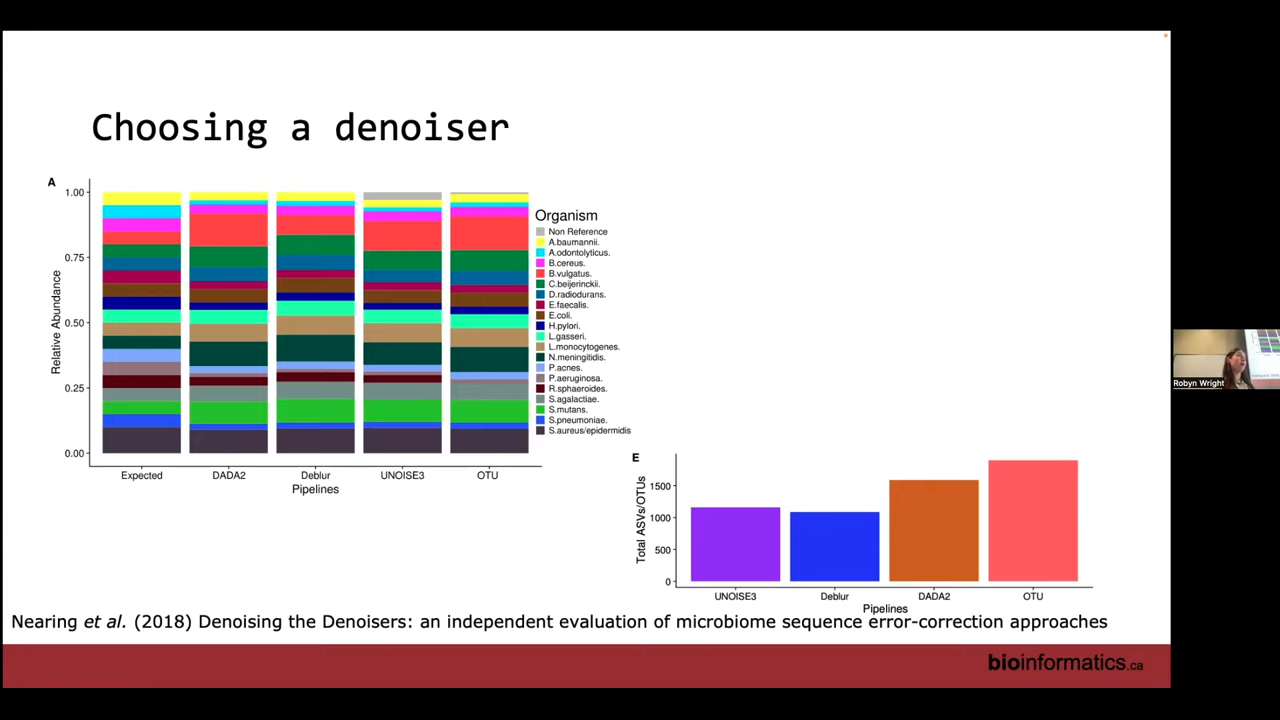 Choosing a denoiser
A
1.00
0.75
0.50
0.25
0.00
Relative Abundance
Expected
DADA2
Deblur
UNOISE3
OTU
Pipelines
Organism
Non Reference
A.baumannii.
A.odontolyticus.
B.cereus.
B.vulgatus.
C.beijerinckii.
D.radiodurans.
E.faecalis.
E.coli.
H.pylori.
L.gasseri.
L.monocytogenes.
N.meningitidis.
P.acnes.
P.aeruginosa.
R.sphaeroides.
S.agalactiae.
S.mutans.
S.pneumoniae.
S.aureus/epidermidis
Robyn Wright
E
1500
1000
500
0
Total ASVs/OTUs
UNOISE3
Deblur
DADA2
OTU
Pipelines
Nearing et al. (2018) Denoising the Denoisers: an independent evaluation of microbiome sequence error-correction approaches
bioinformatics.ca